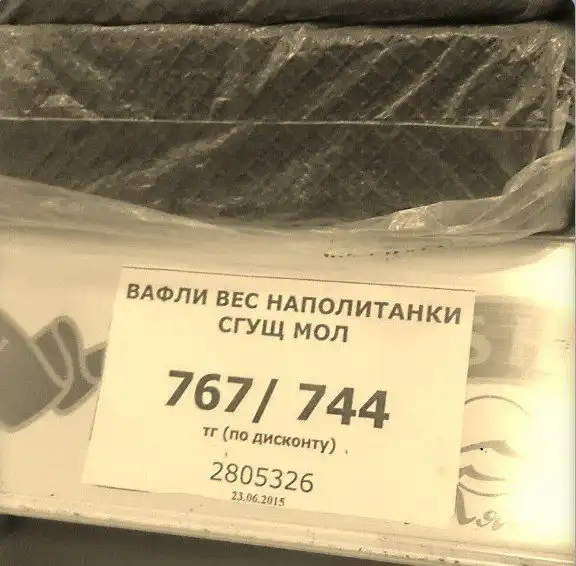 ВАФЛИ ВЕС НАПОЛИТАНКИ
СГУЩ МОЛ
767/ 744
тг (по дисконту)
2805326
23.06.2015